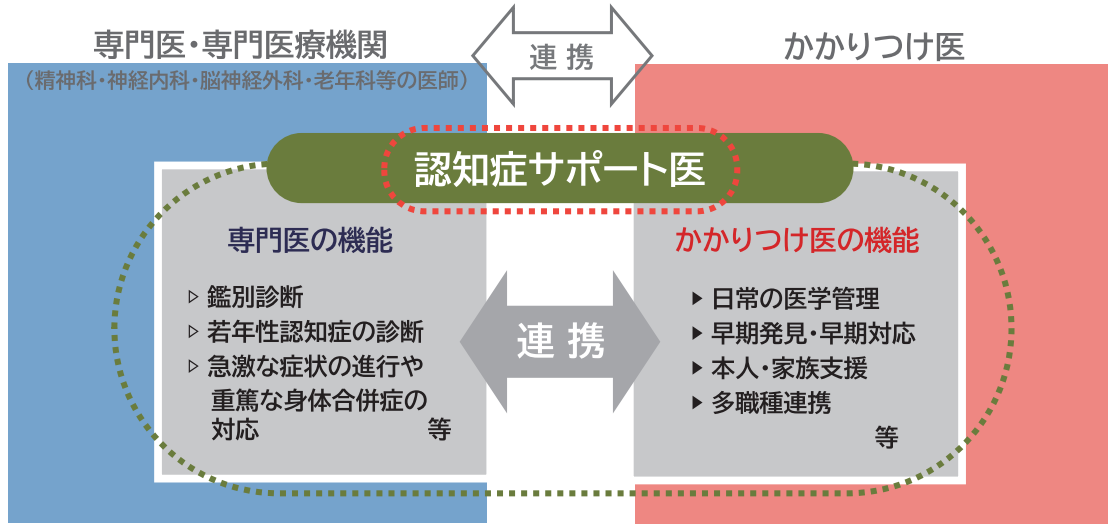 専門医・専門医療機関
（精神科・神経内科・脳神経外科・老年科等の医師）
連携
かかりつけ医
認知症サポート医
専門医の機能
▷ 鑑別診断
▷ 若年性認知症の診断
▷ 急激な症状の進行や
重篤な身体合併症の
対応 等
連携
かかりつけ医の機能
▶ 日常の医学管理
▶ 早期発見・早期対応
▶ 本人・家族支援
▶ 多職種連携
等